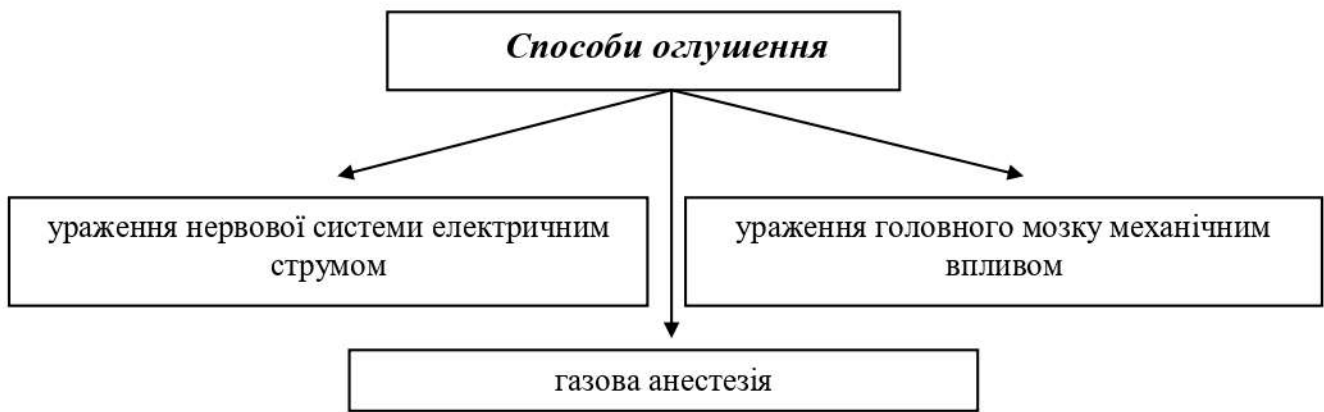 Способи оглушення
ураження нервової системи електричним
струмом
ураження головного мозку механічним
впливом
газова анестезія